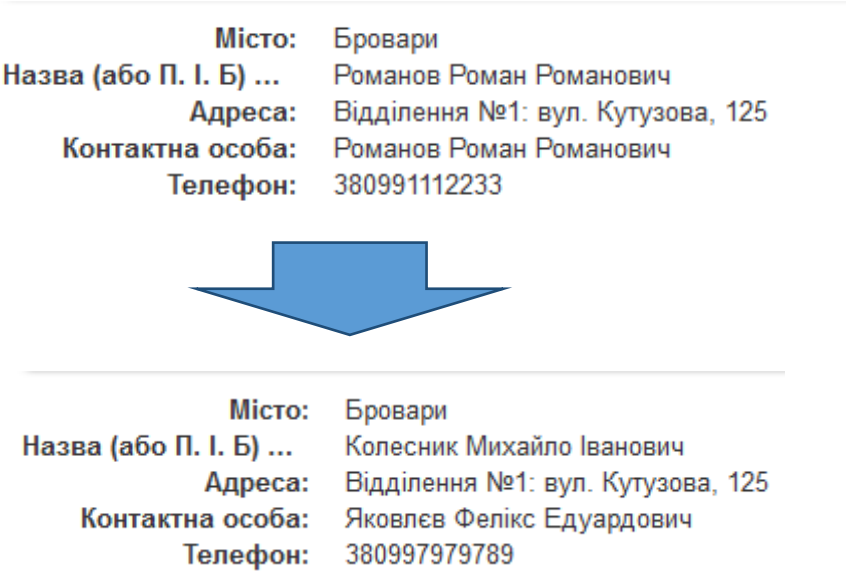 Місто: Бровари
Назва (або П. І. Б) ... Романов Роман Романович
Адреса: Відділення №1: вул. Кутузова, 125
Контактна особа: Романов Роман Романович
Телефон: 380991112233
Місто: Бровари
Назва (або П. І. Б) ... Колесник Михайло Іванович
Адреса: Відділення №1: вул. Кутузова, 125
Контактна особа: Яковлєв Фелікс Едуардович
Телефон: 380997979789